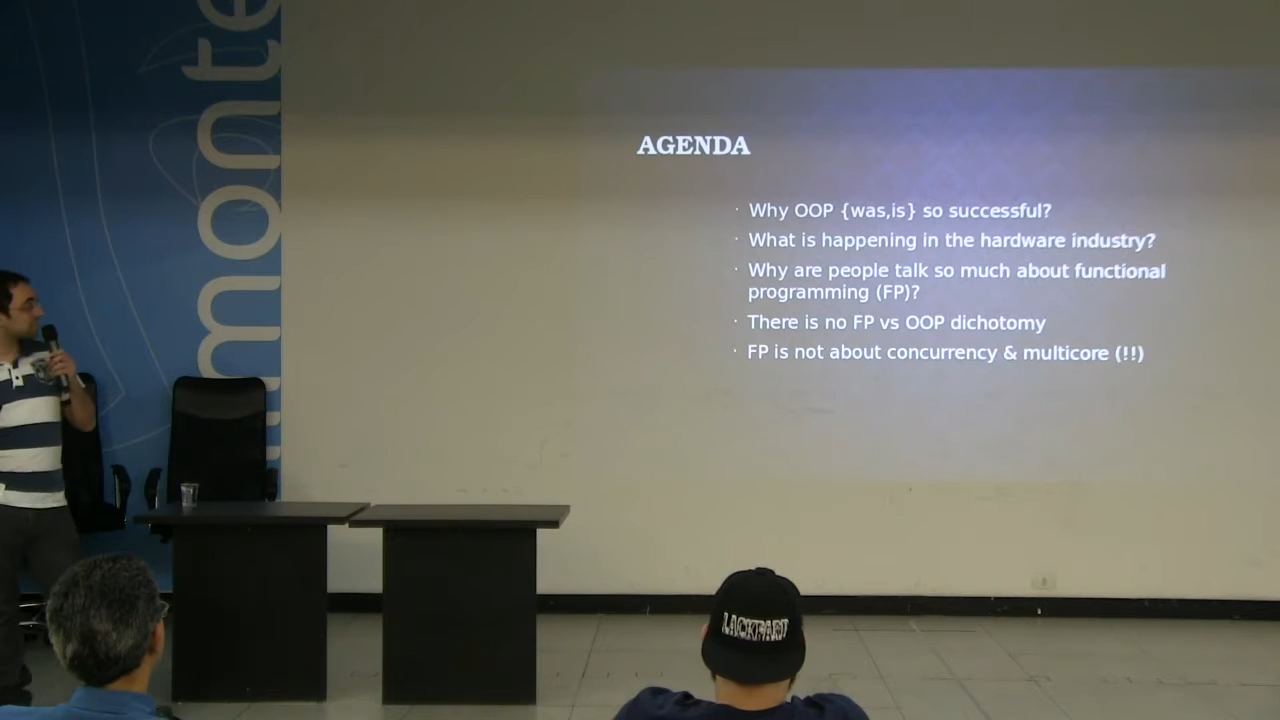 monte
AGENDA
· Why OOP {was,is} so successful?
· What is happening in the hardware industry?
· Why are people talk so much about functional
programming (FP)?
· There is no FP vs OOP dichotomy
· FP is not about concurrency & multicore (!!)